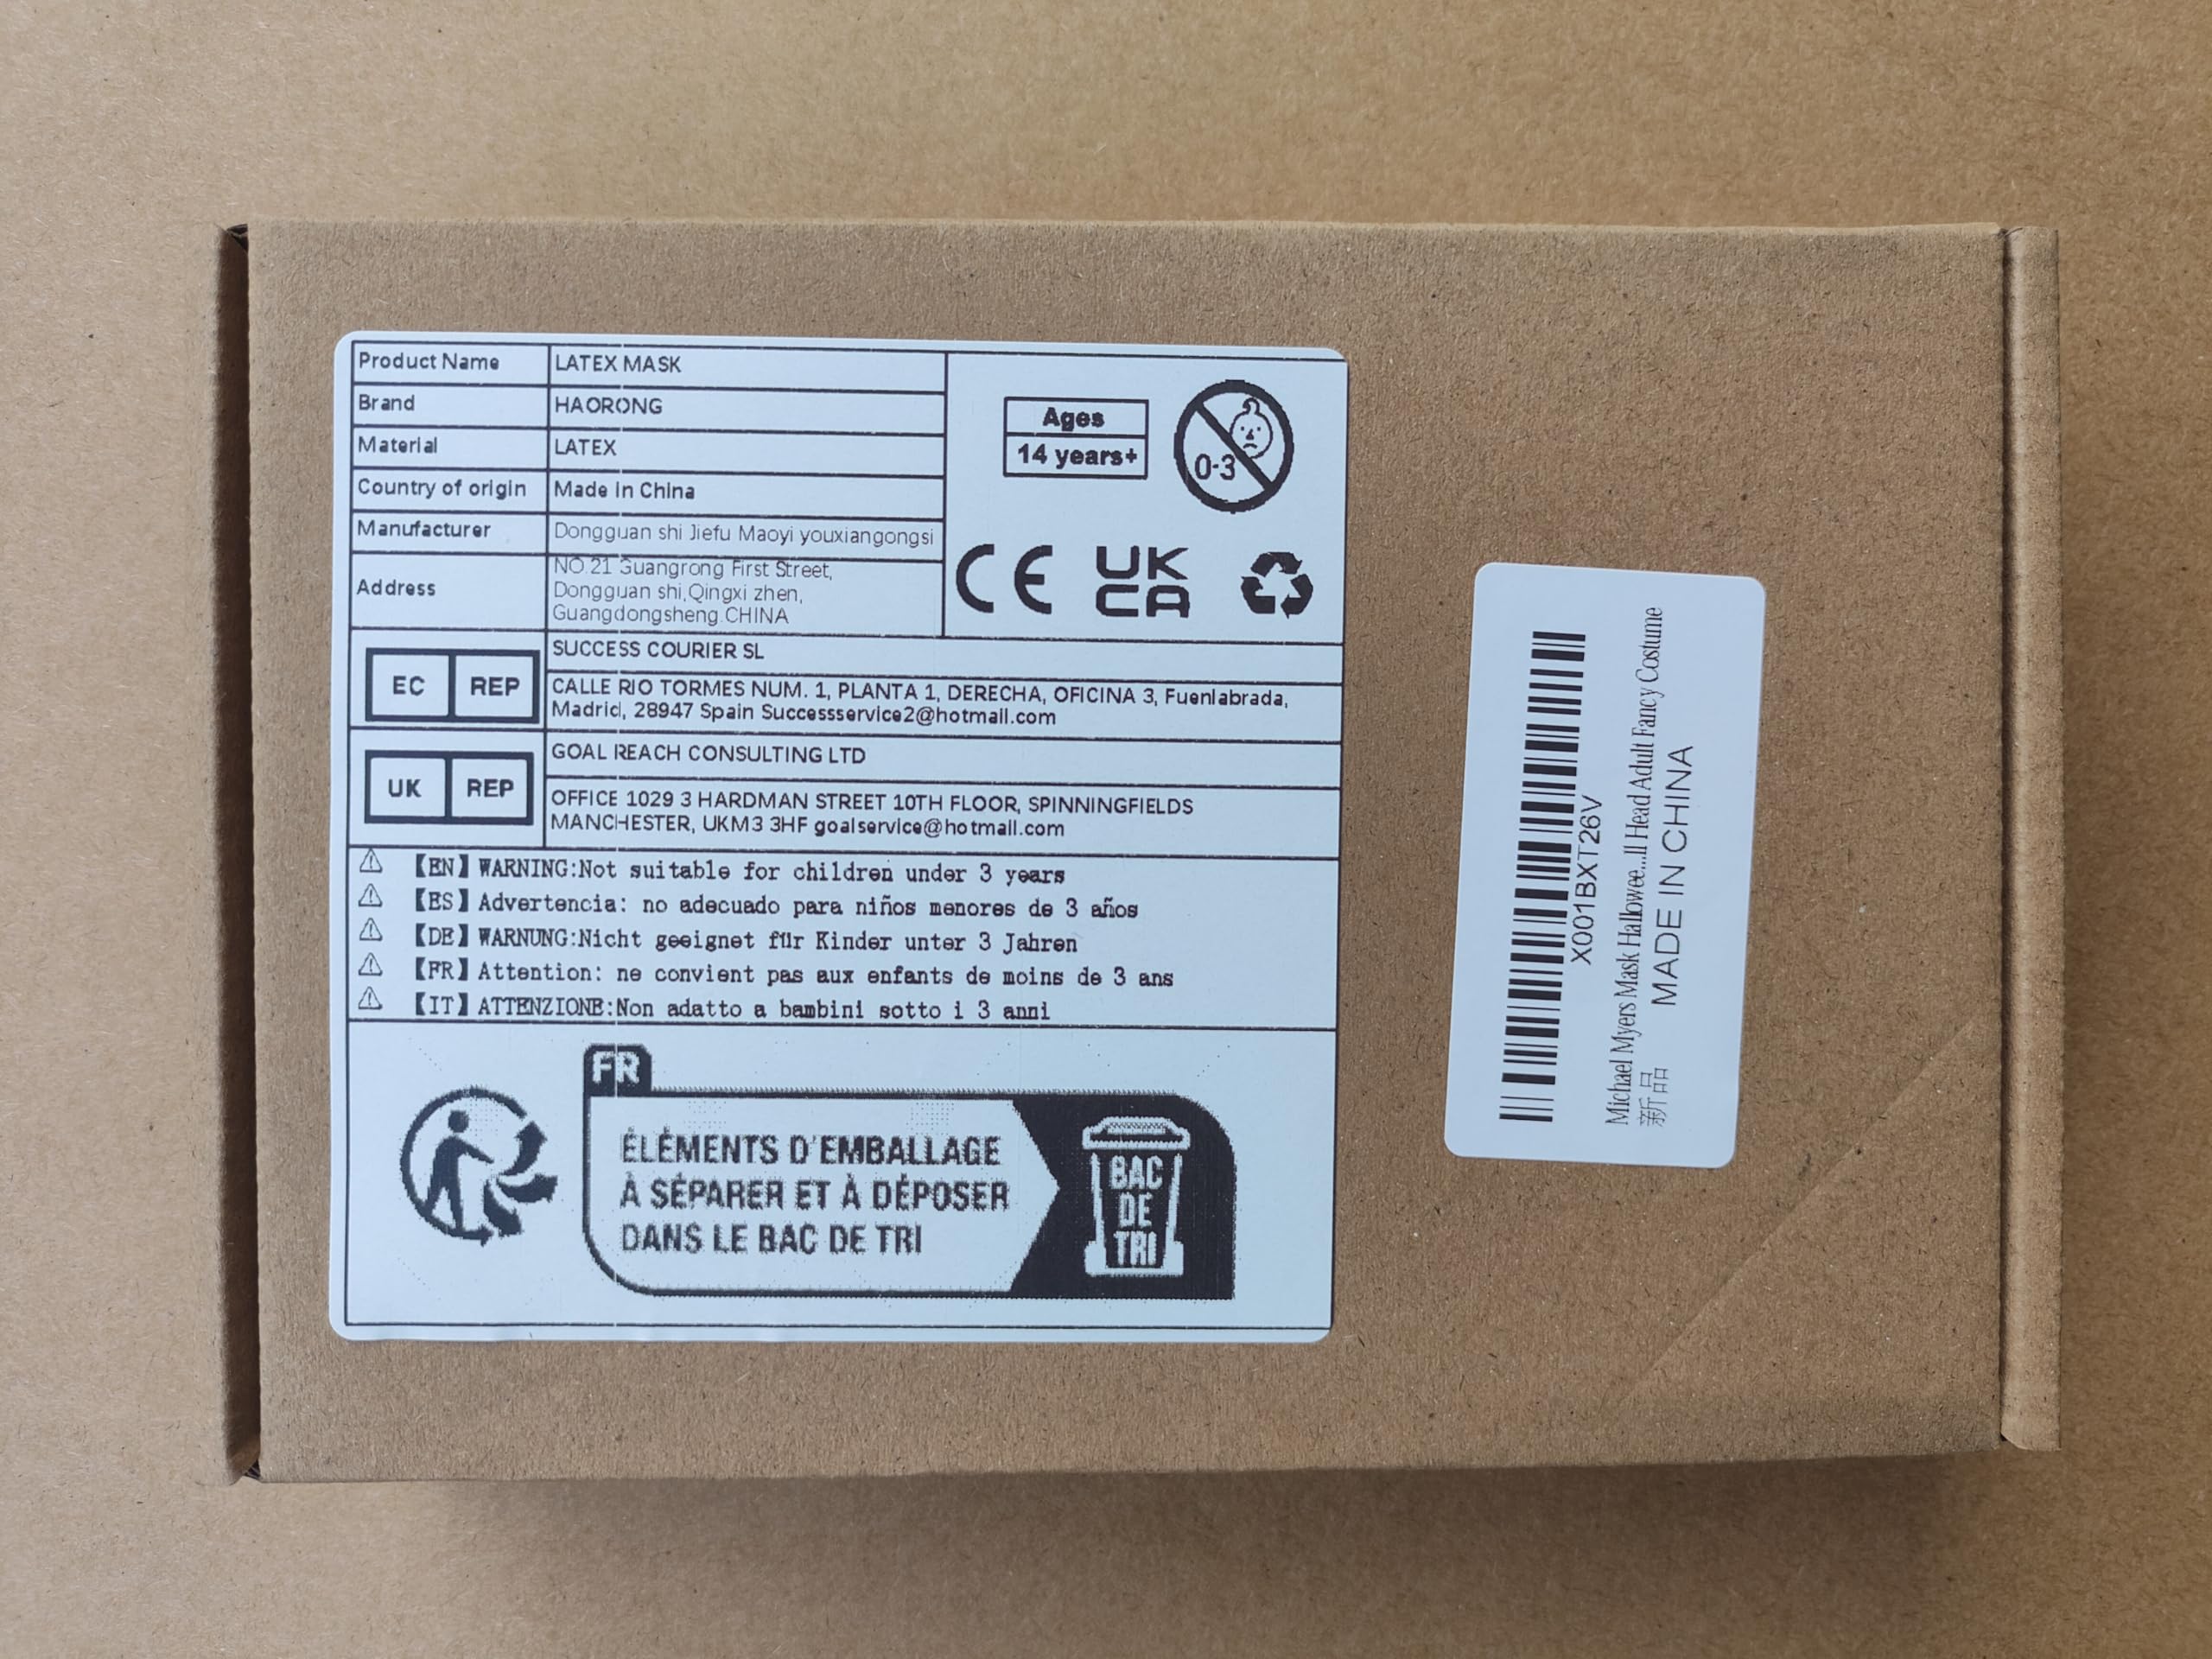 Product Name LATEX MASK
Brand HAORONG
Material LATEX
Country of origin Made in China
Manufacturer Dongguan shi Jiefu Maoyi youxiangongsi
Address NO.21 Guangrong First Street,
Dongguan shi,Qingxi zhen,
Guangdongsheng.CHINA
Ages
14 years+
0-3
CE
UK
CA
EC REP
SUCCESS COURIER SL
CALLE RIO TORMES NUM. 1, PLANTA 1, DERECHA, OFICINA 3, Fuenlabrada,
Madrid, 28947 Spain Successservice2@hotmail.com
UK REP
GOAL REACH CONSULTING LTD
OFFICE 1029 3 HARDMAN STREET 10TH FLOOR, SPINNINGFIELDS
MANCHESTER, UKM3 3HF goalservice@hotmail.com
【EN】WARNING:Not suitable for children under 3 years
【ES】Advertencia: no adecuado para niños menores de 3 años
【DE】WARNUNG:Nicht geeignet für Kinder unter 3 Jahren
【FR】Attention: ne convient pas aux enfants de moins de 3 ans
【IT】ATTENZIONE:Non adatto a bambini sotto i 3 anni
FR
ÉLÉMENTS D'EMBALLAGE
À SÉPARER ET À DÉPOSER
DANS LE BAC DE TRI
BAC
DE
TRI
X001BXT26V
Michael Myers Mask Hallowee...ll Head Adult Fancy Costume
新品 MADE IN CHINA